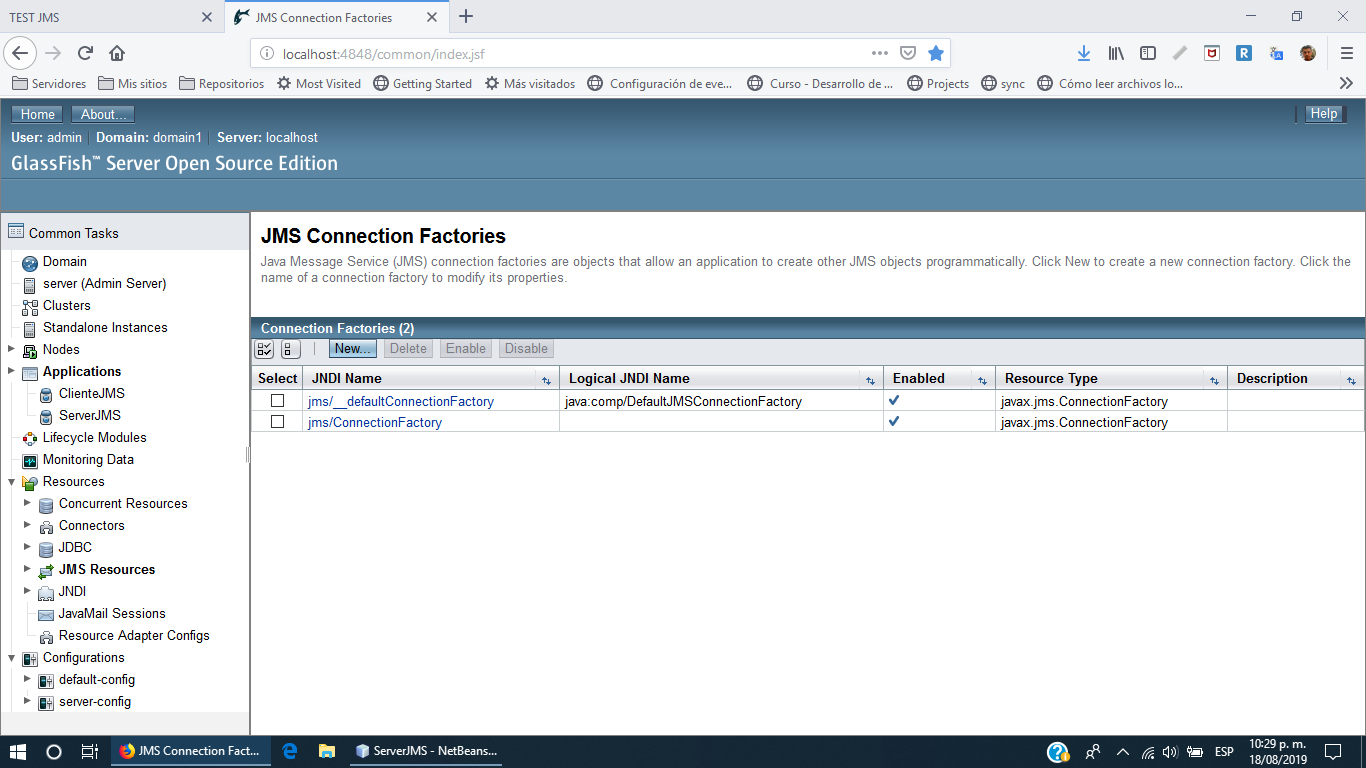 TEST JMS
JMS Connection Factories
localhost:4848/common/index.jsf
Servidores
Mis sitios
Repositorios
Most Visited
Getting Started
Más visitados
Configuración de eve...
Curso - Desarrollo de ...
Projects
sync
Cómo leer archivos lo...
Home
About...
Help
User: admin
Domain: domain1
Server: localhost
GlassFish™ Server Open Source Edition
Common Tasks
Domain
server (Admin Server)
Clusters
Standalone Instances
Nodes
Applications
ClienteJMS
ServerJMS
Lifecycle Modules
Monitoring Data
Resources
Concurrent Resources
Connectors
JDBC
JMS Resources
JNDI
JavaMail Sessions
Resource Adapter Configs
Configurations
default-config
server-config
JMS Connection Factories
Java Message Service (JMS) connection factories are objects that allow an application to create other JMS objects programmatically. Click New to create a new connection factory. Click the
name of a connection factory to modify its properties.
Connection Factories (2)
New...
Delete
Enable
Disable
Select
JNDI Name
Logical JNDI Name
Enabled
Resource Type
Description
jms/__defaultConnectionFactory
java:comp/DefaultJMSConnectionFactory
javax.jms.ConnectionFactory
jms/ConnectionFactory
javax.jms.ConnectionFactory
JMS Connection Fact...
ServerJMS - NetBeans...
ESP
10:29 p. m.
18/08/2019